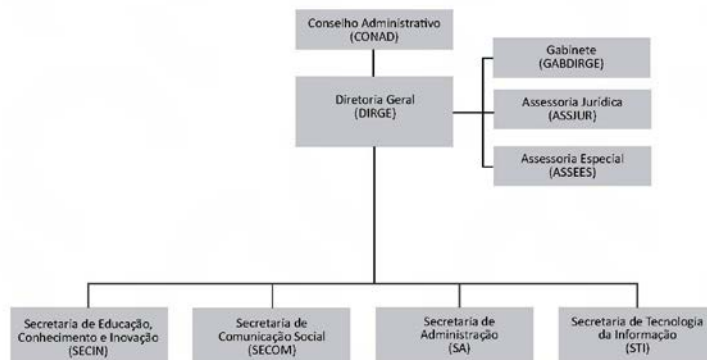 Conselho Administrativo
(CONAD)
Gabinete
(GABDIRGE)
Diretoria Geral
(DIRGE)
Assessoria Jurídica
(ASSJUR)
Assessoria Especial
(ASSEES)
Secretaria de Educação,
Conhecimento e Inovação
(SECIN)
Secretaria de
Comunicação Social
(SECOM)
Secretaria de
Administração
(SA)
Secretaria de Tecnologia
da Informação
(STI)